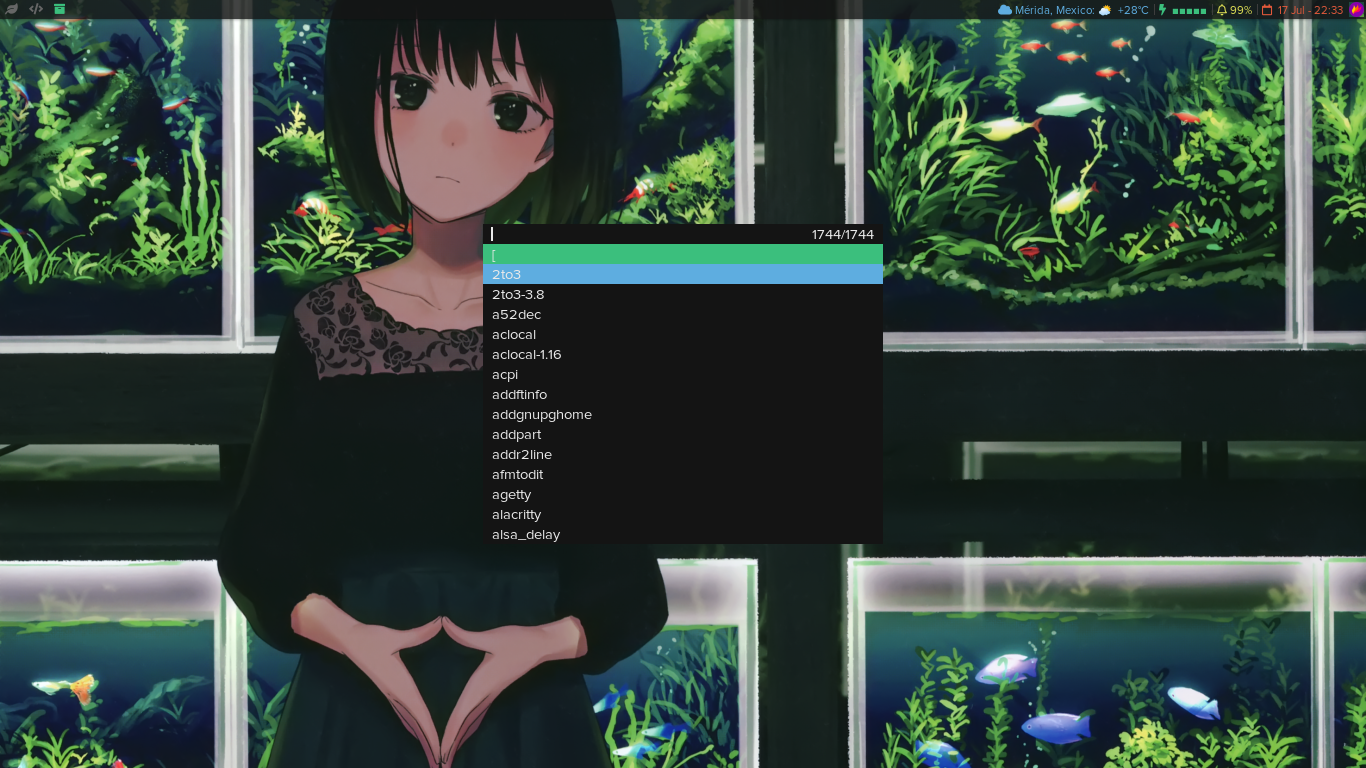 Mérida, Mexico: +28°C 99% 17 Jul - 22:33
1744/1744
[
2to3
2to3-3.8
a52dec
aclocal
aclocal-1.16
acpi
addftinfo
addgnupghome
addpart
addr2line
afmtodit
agetty
alacritty
alsa_delay